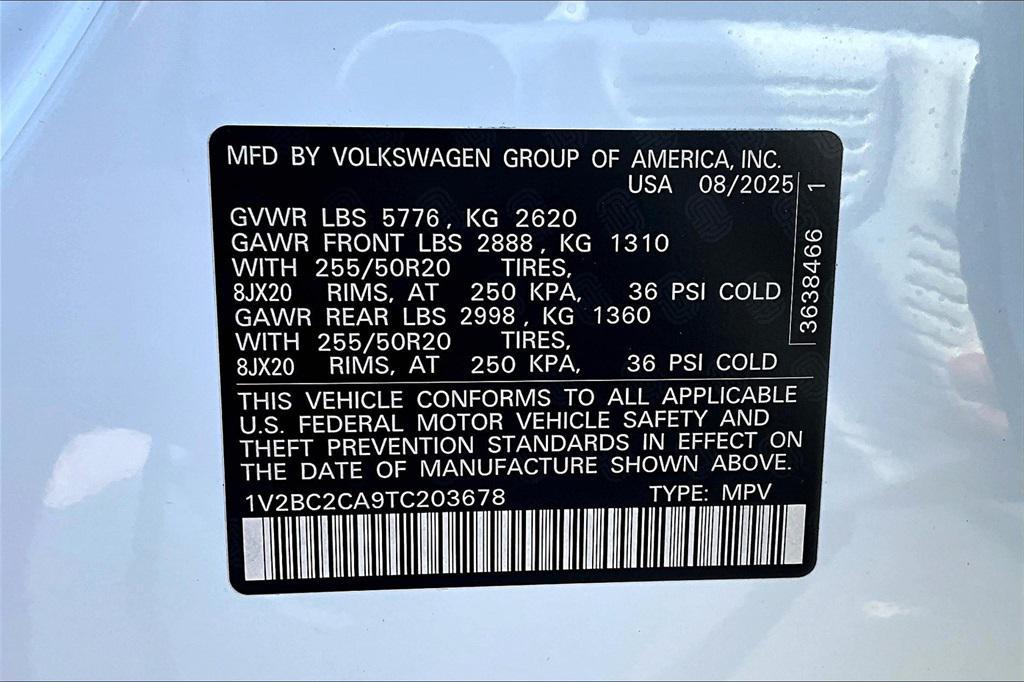 MFD BY VOLKSWAGEN GROUP OF AMERICA, INC.
USA 08/2025
GVWR LBS 5776, KG 2620
GAWR FRONT LBS 2888, KG 1310
WITH 255/50R20 TIRES,
8JX20 RIMS, AT 250 KPA, 36 PSI COLD
GAWR REAR LBS 2998, KG 1360
WITH 255/50R20 TIRES,
8JX20 RIMS, AT 250 KPA, 36 PSI COLD
3638466 1
THIS VEHICLE CONFORMS TO ALL APPLICABLE
U.S. FEDERAL MOTOR VEHICLE SAFETY AND
THEFT PREVENTION STANDARDS IN EFFECT ON
THE DATE OF MANUFACTURE SHOWN ABOVE.
1V2BC2CA9TC203678 TYPE: MPV